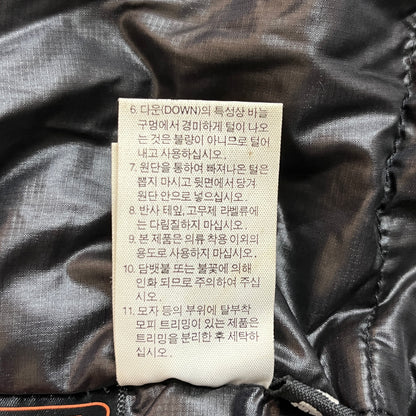 6. 다운(DOWN)의 특성상 바늘
구멍에서 경미하게 털이 나오
는 것은 불량이 아니므로 털어
내고 사용하십시오.
7. 원단을 통하여 빠져나온 털은
뽑지 마시고 뒷면에서 당겨
원단 안으로 넣으십시오.
8. 반사 테잎, 고무제 라벨류에
는 다림질하지 마십시오.
9. 본 제품은 의류 착용 이외의
용도로 사용하지 마십시오.
10. 담뱃불 또는 불꽃에 의해
인화 되므로 주의하여 주십
시오.
11. 모자 등의 부위에 탈부착
모피 트리밍이 있는 제품은
트리밍을 분리한 후 세탁하
십시오.